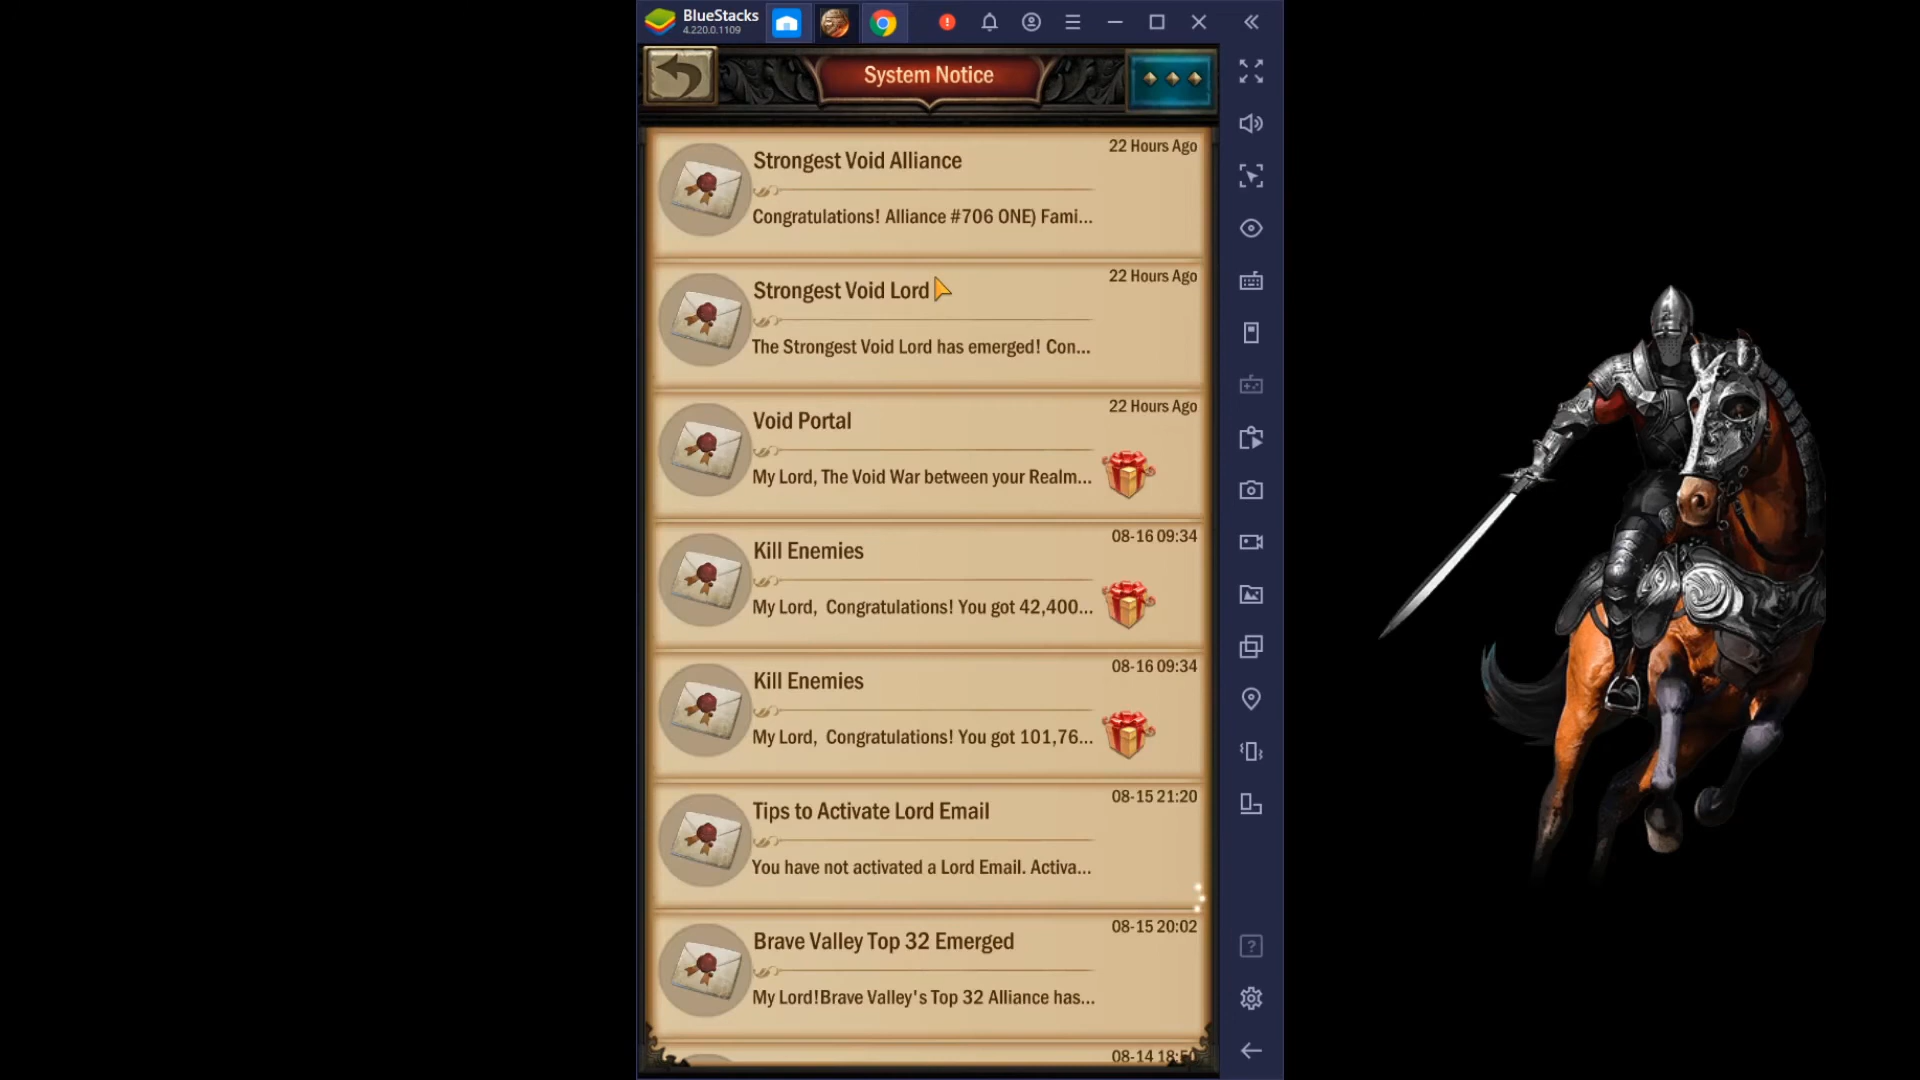 BlueStacks
4.220.0.1109
System Notice
22 Hours Ago
Strongest Void Alliance
Congratulations! Alliance #706 ONE) Fami...
22 Hours Ago
Strongest Void Lord
The Strongest Void Lord has emerged! Con...
22 Hours Ago
Void Portal
My Lord, The Void War between your Realm...
08-16 09:34
Kill Enemies
My Lord,  Congratulations! You got 42,400...
08-16 09:34
Kill Enemies
My Lord,  Congratulations! You got 101,76...
08-15 21:20
Tips to Activate Lord Email
You have not activated a Lord Email. Activa...
08-15 20:02
Brave Valley Top 32 Emerged
My Lord!Brave Valley's Top 32 Alliance has...
08-14